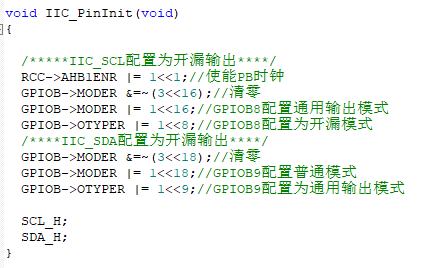 void IIC_PinInit(void)
{
/*****IIC_SCL配置为开漏输出****/
RCC->AHB1ENR |= 1<<1;//使能PB时钟
GPIOB->MODER &=~(3<<16);//清零
GPIOB->MODER |= 1<<16;//GPIOB8配置通用输出模式
GPIOB->OTYPER |= 1<<8;//GPIOB8配置为开漏模式
/****IIC_SDA配置为开漏输出****/
GPIOB->MODER &=~(3<<18);//清零
GPIOB->MODER |= 1<<18;//GPIOB9配置普通模式
GPIOB->OTYPER |= 1<<9;//GPIOB9配置为通用输出模式
SCL_H;
SDA_H;
}